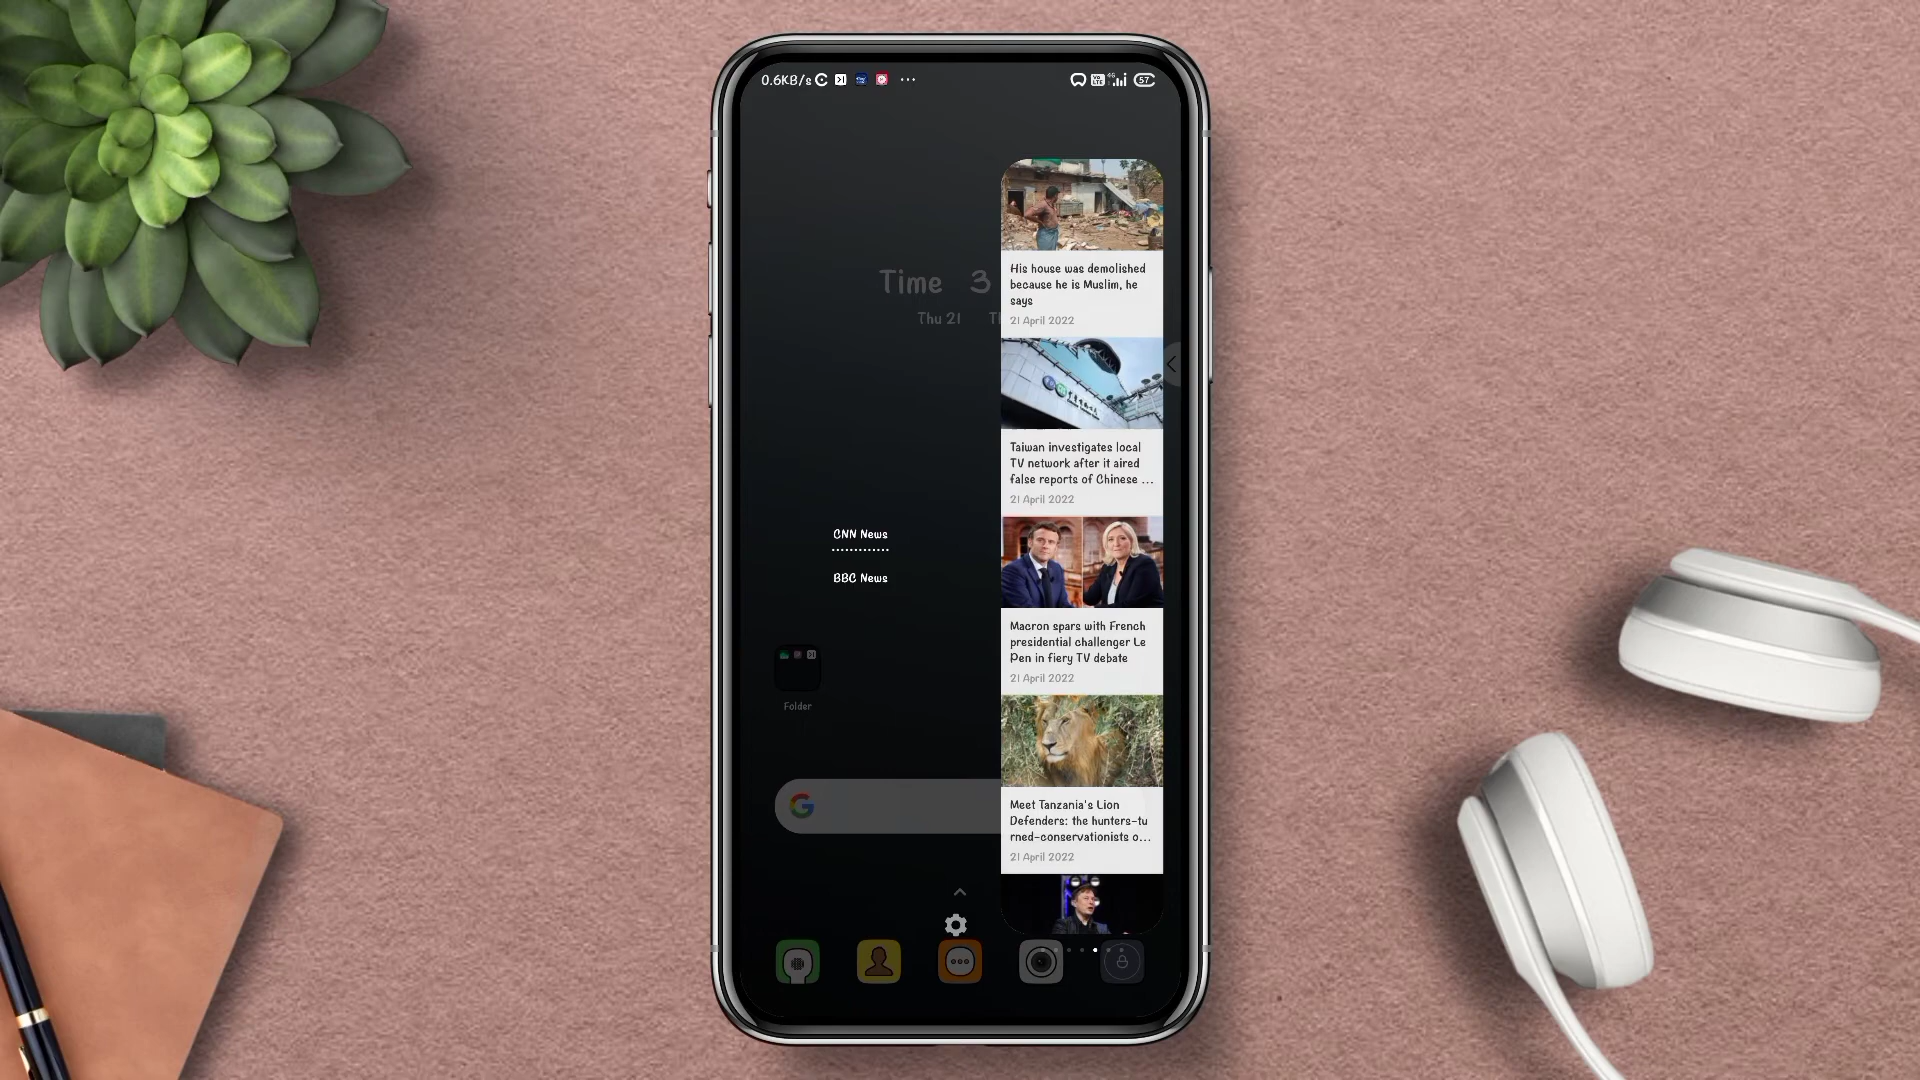 0.6KB/s
57
Time 3
Thu 21
His house was demolished
because he is Muslim, he
says
21 April 2022
Taiwan investigates local
TV network after it aired
false reports of Chinese ...
21 April 2022
Macron spars with French
presidential challenger Le
Pen in fiery TV debate
21 April 2022
Meet Tanzania's Lion
Defenders: the hunters-tu
rned-conservationists o...
21 April 2022
CNN News
BBC News
Folder